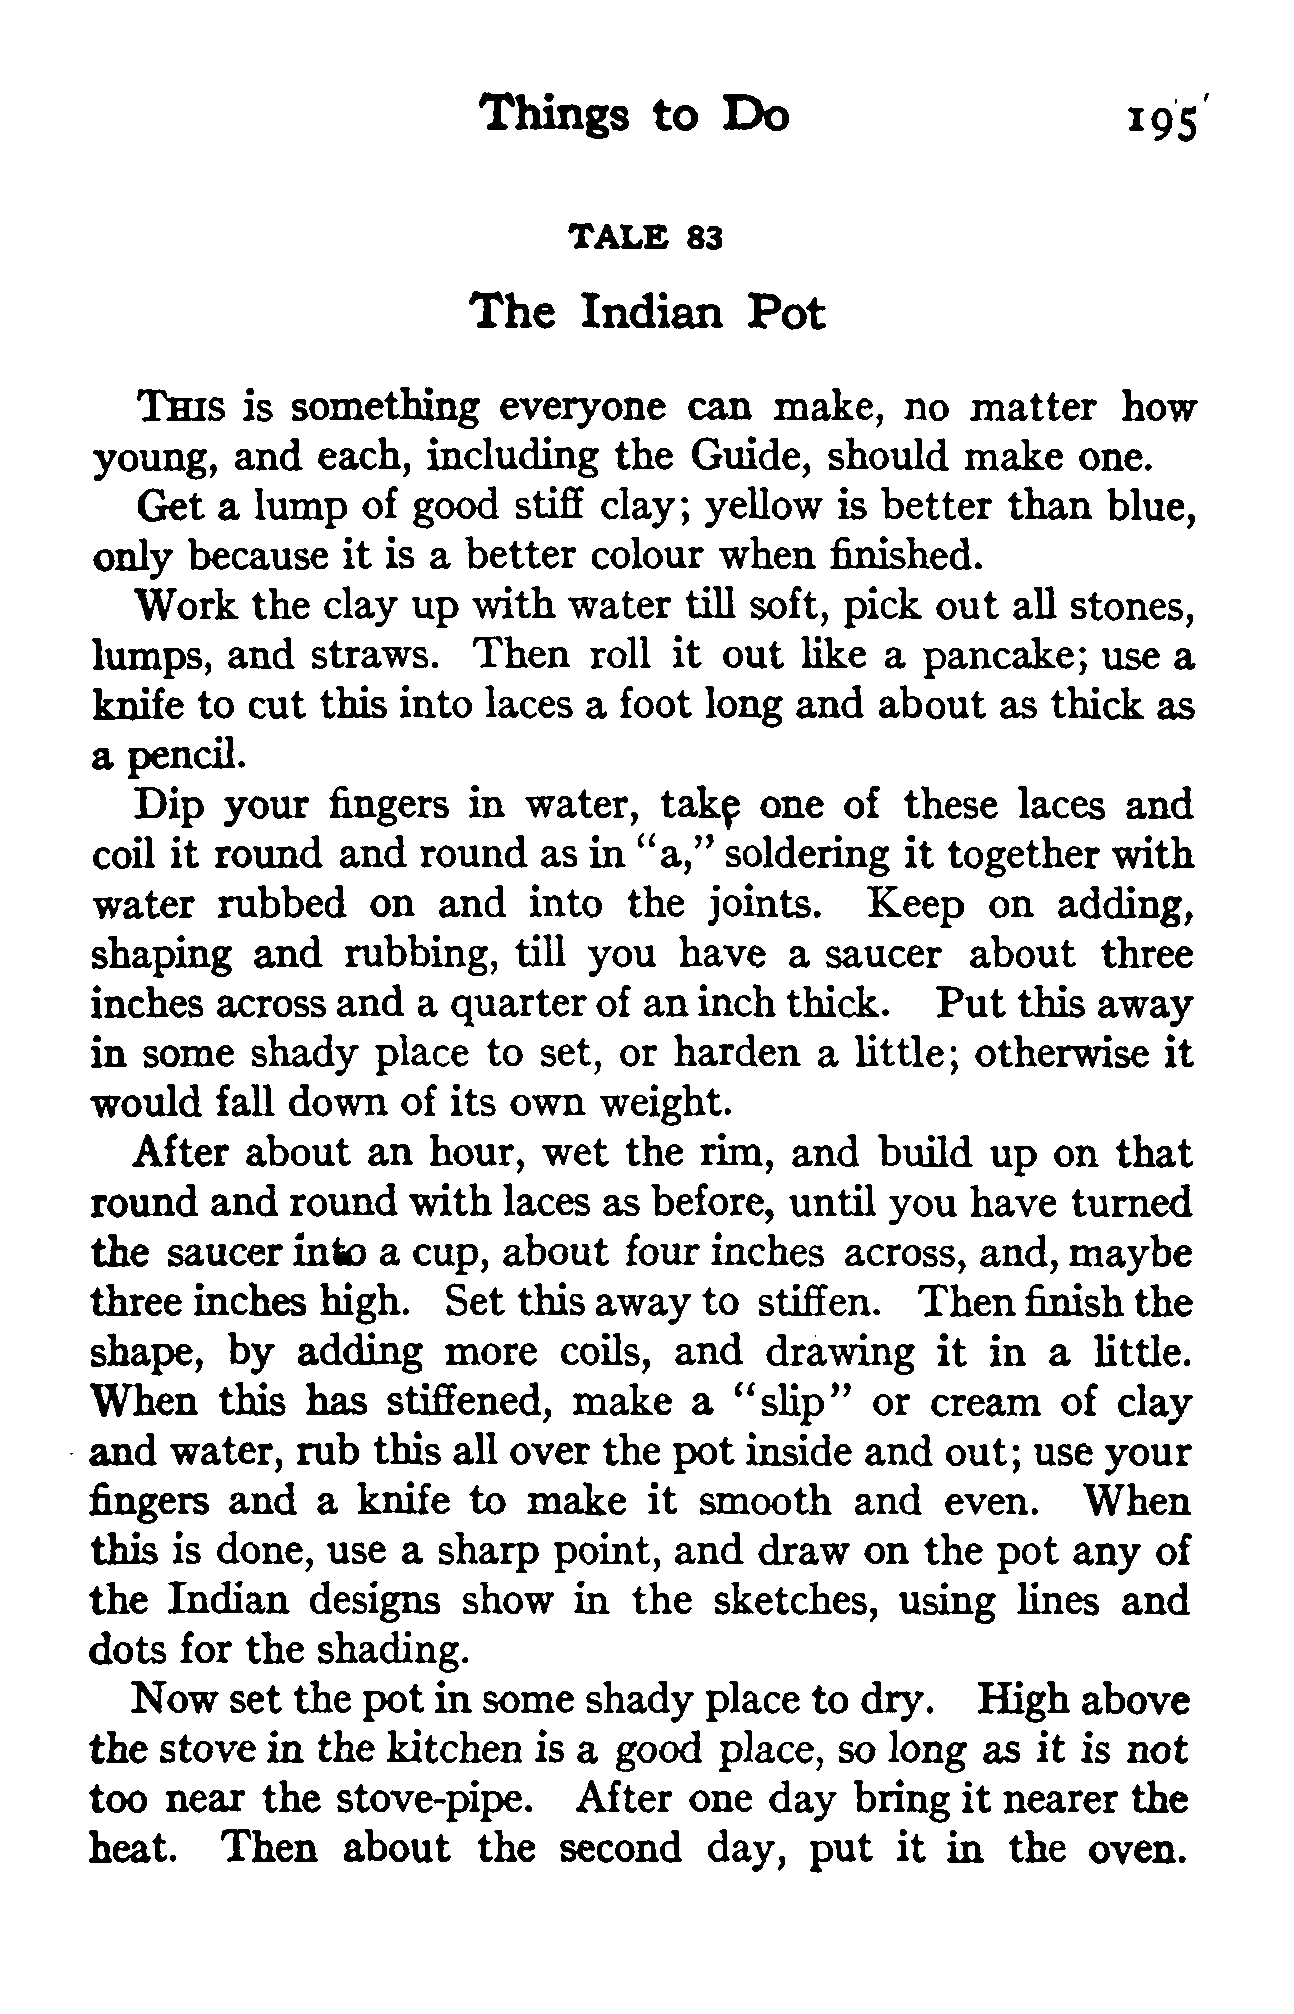 Things to Do 195
TALE 83
The Indian Pot
THIS is something everyone can make, no matter how
young, and each, including the Guide, should make one.
Get a lump of good stiff clay; yellow is better than blue,
only because it is a better colour when finished.
Work the clay up with water till soft, pick out all stones,
lumps, and straws. Then roll it out like a pancake; use a
knife to cut this into laces a foot long and about as thick as
a pencil.
Dip your fingers in water, take one of these laces and
coil it round and round as in "a," soldering it together with
water rubbed on and into the joints. Keep on adding,
shaping and rubbing, till you have a saucer about three
inches across and a quarter of an inch thick. Put this away
in some shady place to set, or harden a little; otherwise it
would fall down of its own weight.
After about an hour, wet the rim, and build up on that
round and round with laces as before, until you have turned
the saucer into a cup, about four inches across, and, maybe
three inches high. Set this away to stiffen. Then finish the
shape, by adding more coils, and drawing it in a little.
When this has stiffened, make a "slip" or cream of clay
and water, rub this all over the pot inside and out; use your
fingers and a knife to make it smooth and even. When
this is done, use a sharp point, and draw on the pot any of
the Indian designs show in the sketches, using lines and
dots for the shading.
Now set the pot in some shady place to dry. High above
the stove in the kitchen is a good place, so long as it is not
too near the stove-pipe. After one day bring it nearer the
heat. Then about the second day, put it in the oven.